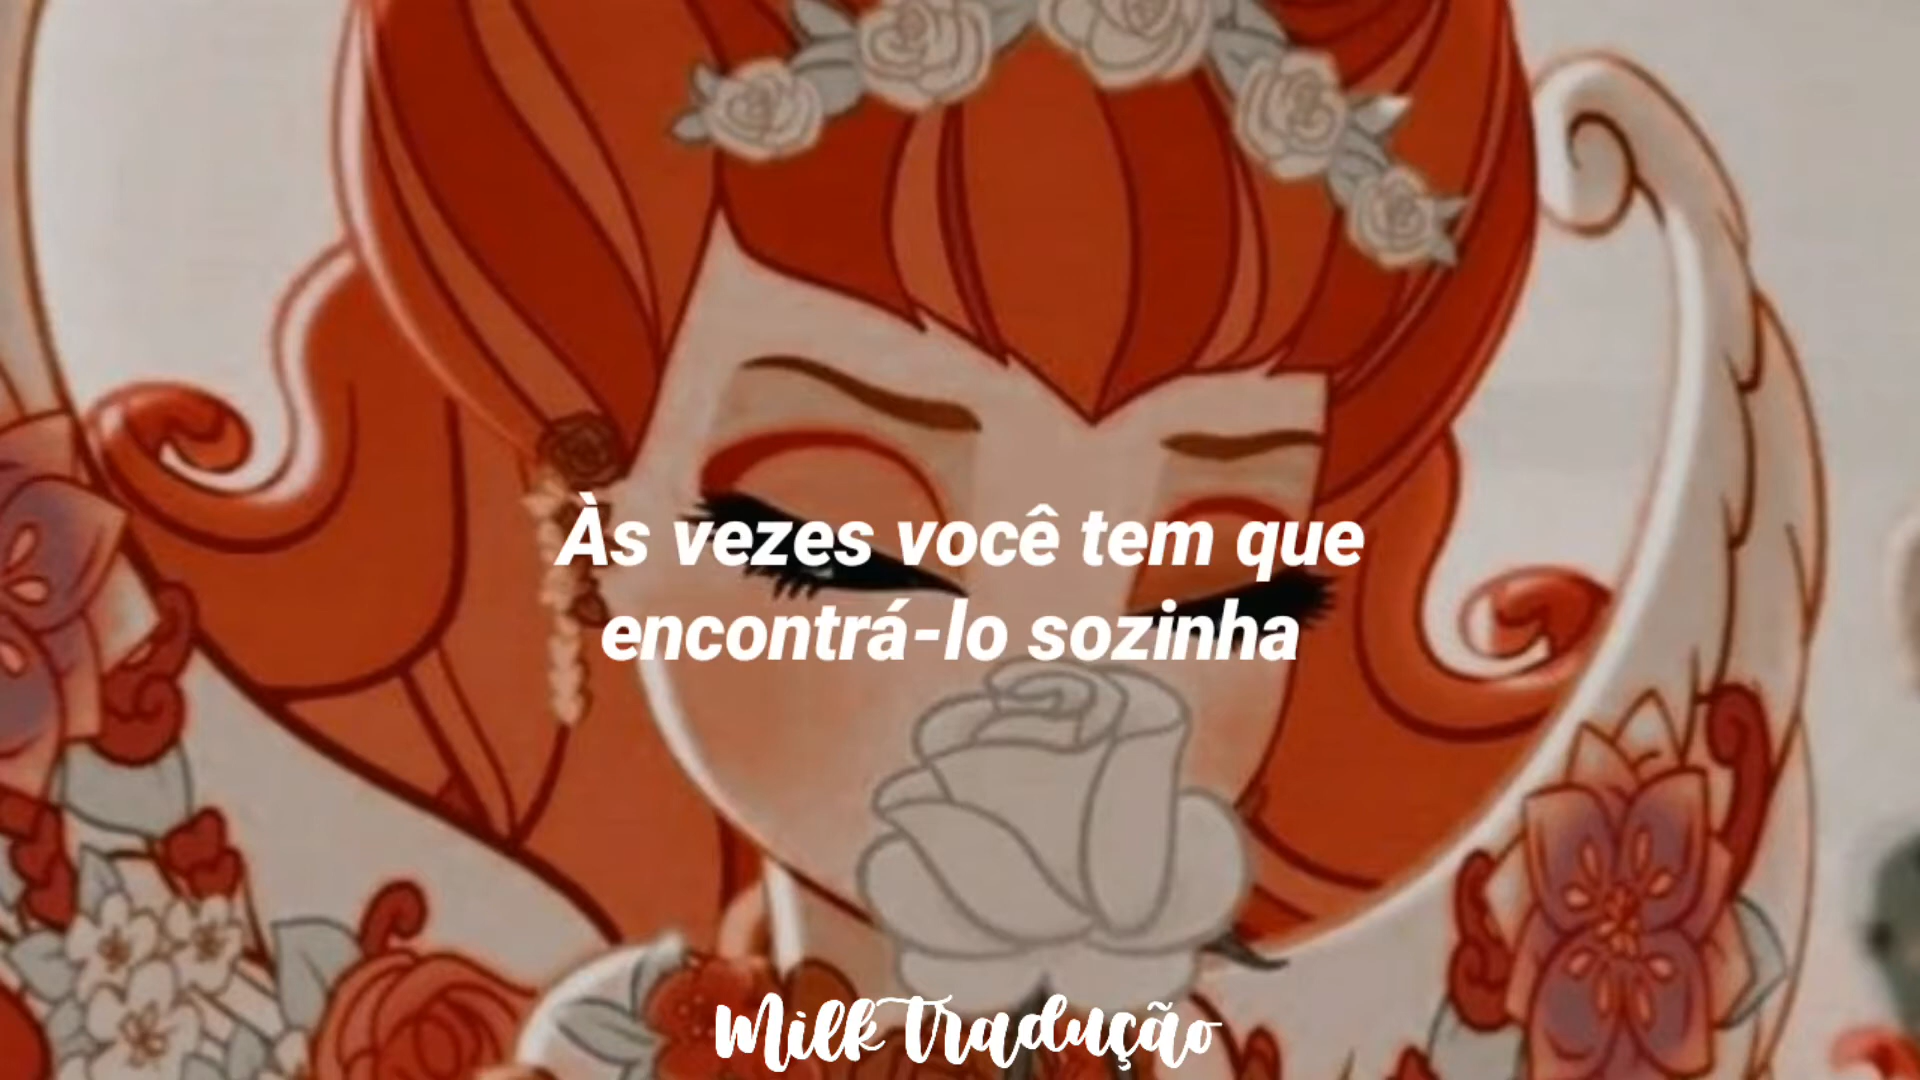 Às vezes você tem que
encontrá-lo sozinha
Milk Tradução